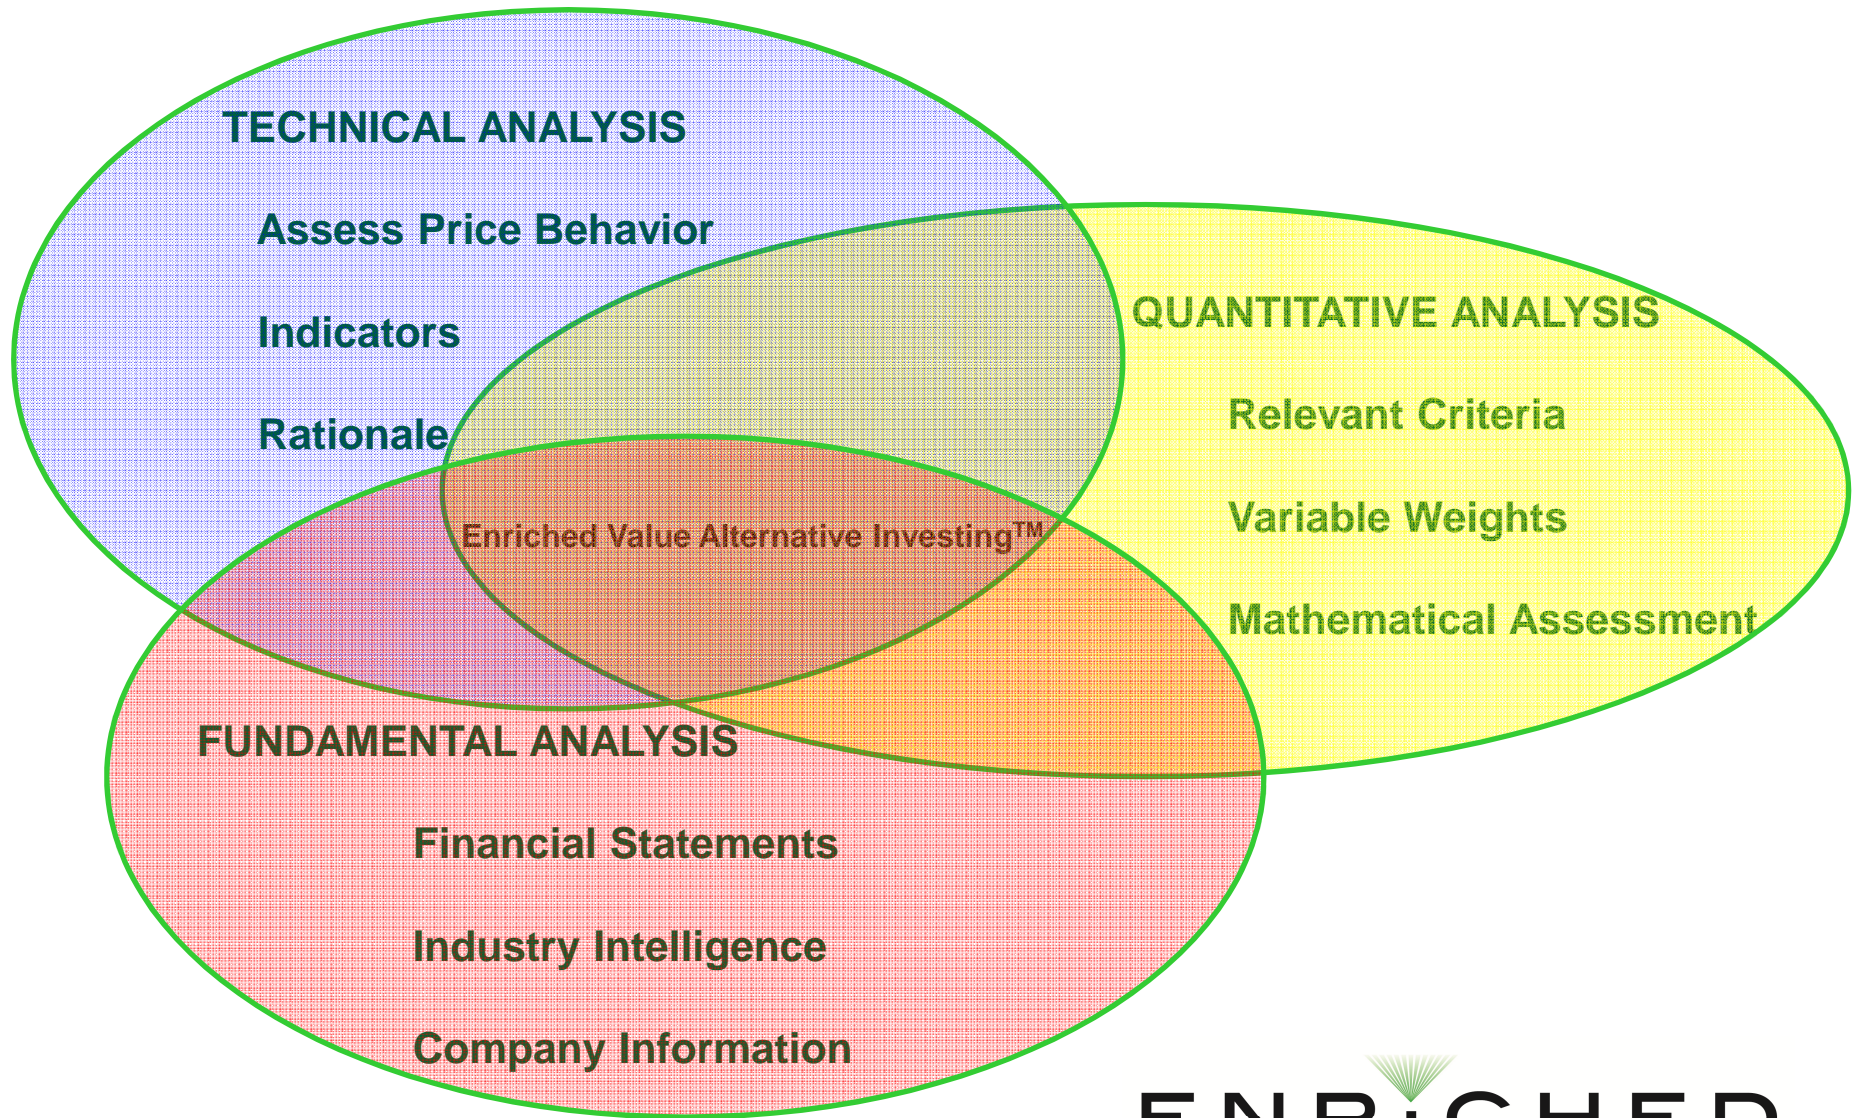 TECHNICAL ANALYSIS
Assess Price Behavior
Indicators
Rationale
QUANTITATIVE ANALYSIS
Relevant Criteria
Variable Weights
Mathematical Assessment
Enriched Value Alternative Investing™
FUNDAMENTAL ANALYSIS
Financial Statements
Industry Intelligence
Company Information
ENRiCHED